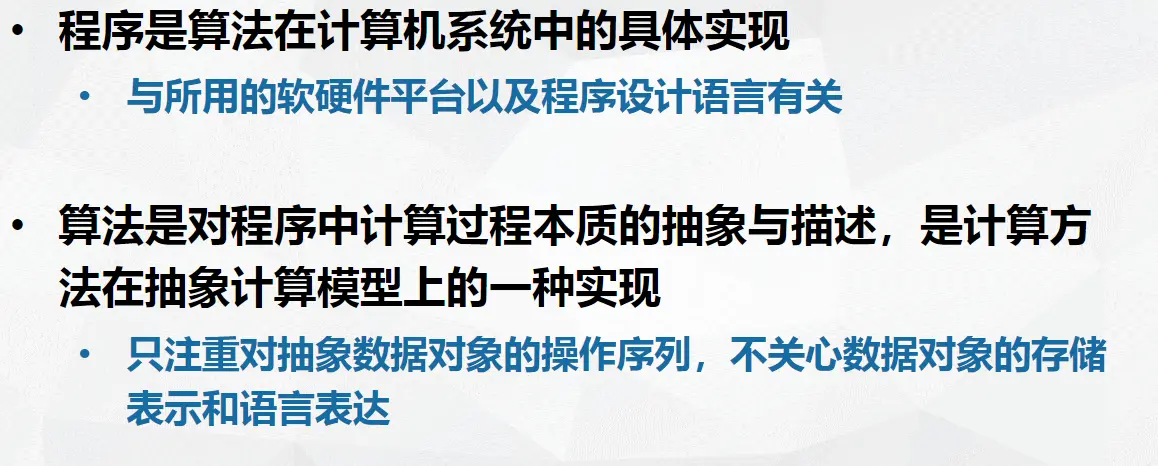 • 程序是算法在计算机系统中的具体实现
• 与所用的软硬件平台以及程序设计语言有关
• 算法是对程序中计算过程本质的抽象与描述，是计算方
法在抽象计算模型上的一种实现
• 只注重对抽象数据对象的操作序列，不关心数据对象的存储
表示和语言表达